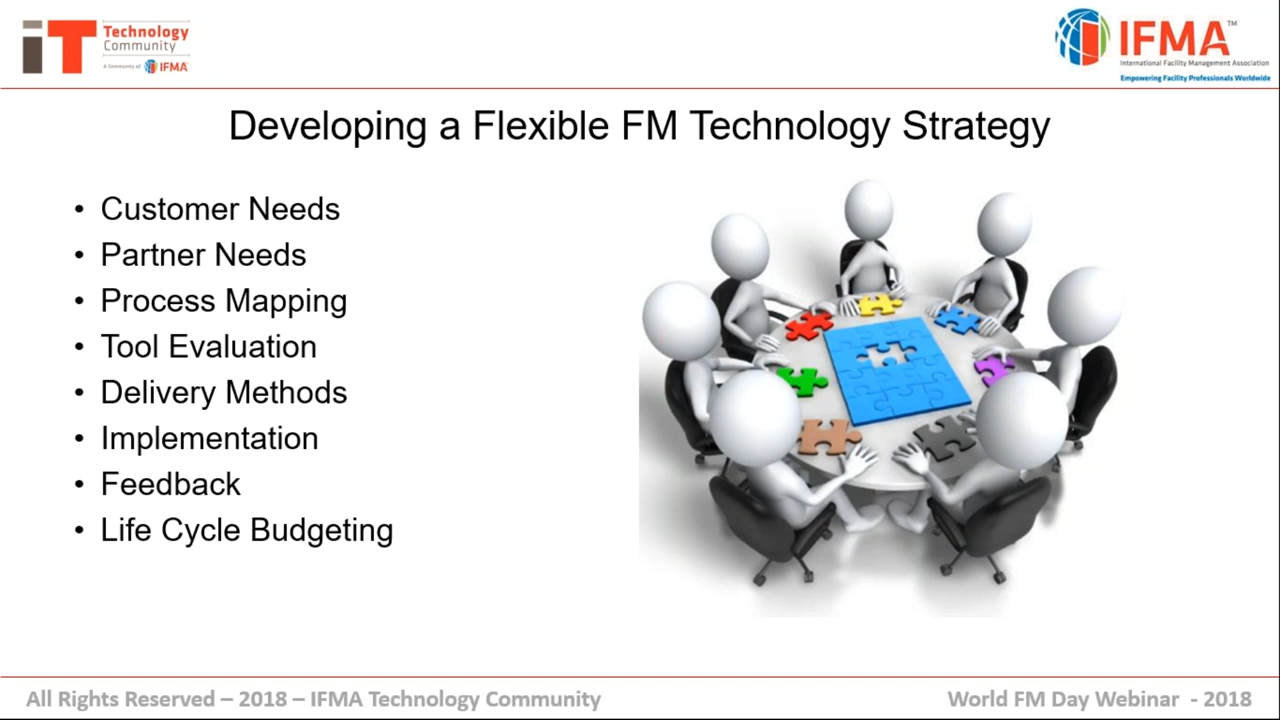 iT Technology
Community
A Community of IFMA
IFMA™
International Facility Management Association
Empowering Facility Professionals Worldwide
Developing a Flexible FM Technology Strategy
• Customer Needs
• Partner Needs
• Process Mapping
• Tool Evaluation
• Delivery Methods
• Implementation
• Feedback
• Life Cycle Budgeting
All Rights Reserved – 2018 – IFMA Technology Community
World FM Day Webinar - 2018